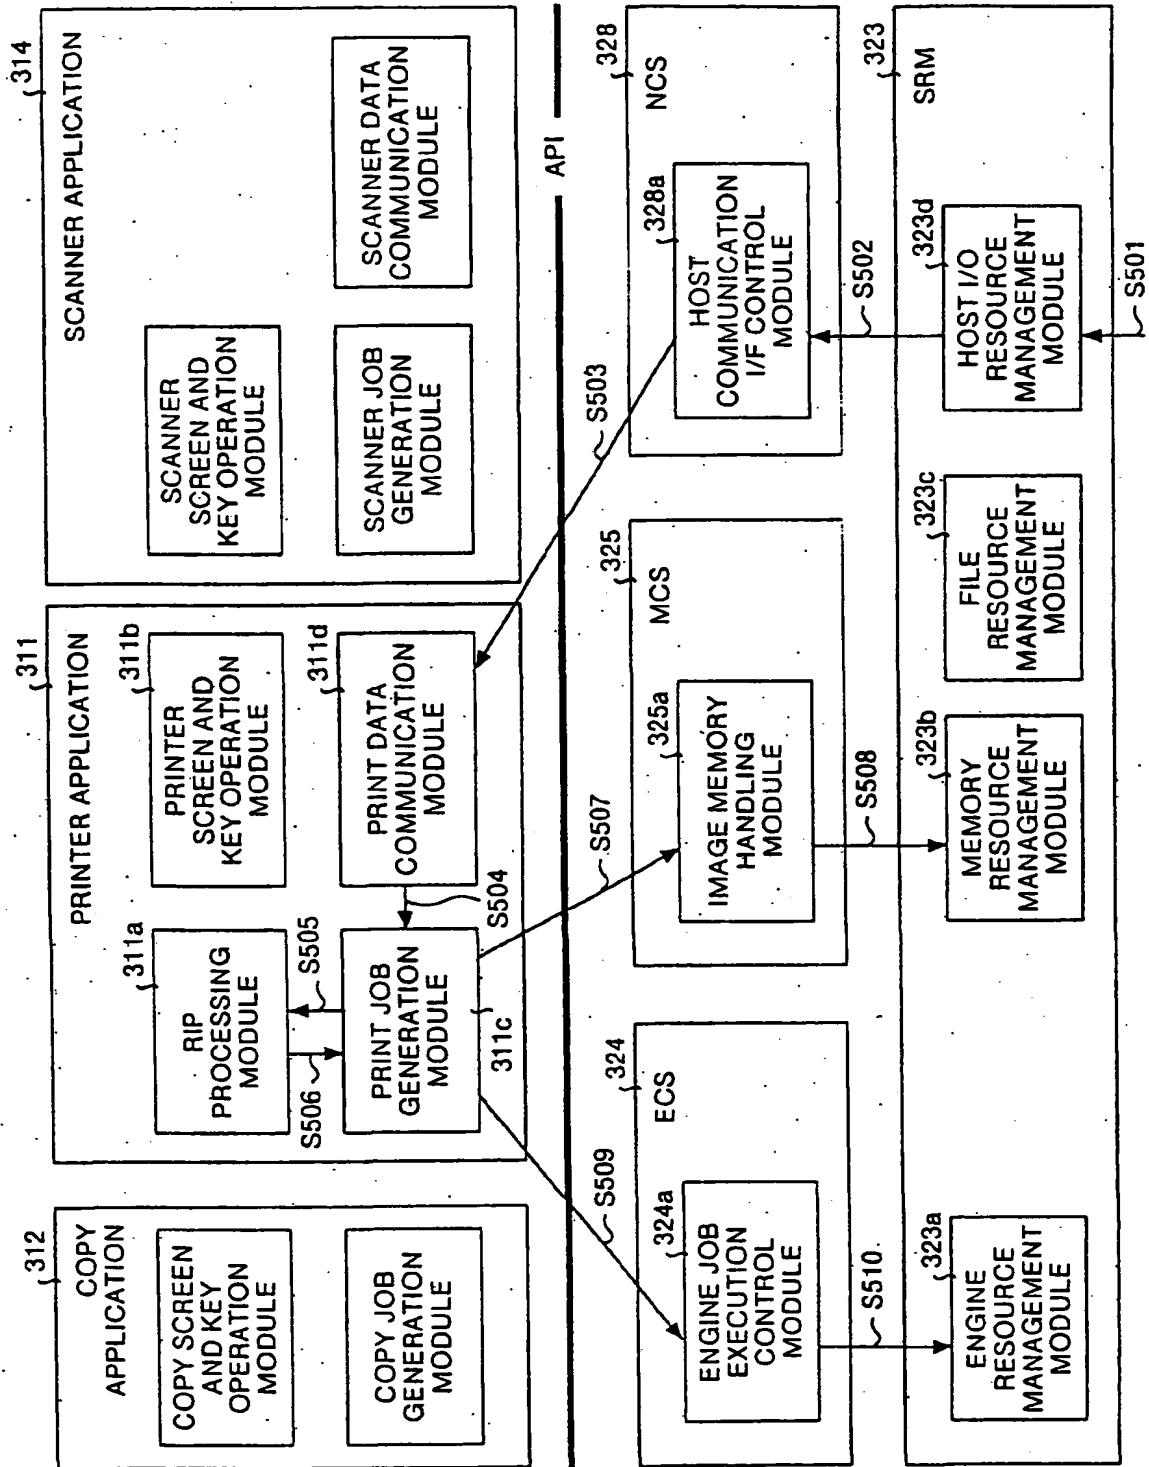 312
COPY
APPLICATION
COPY SCREEN
AND KEY
OPERATION
MODULE
COPY JOB
GENERATION
MODULE
311
PRINTER APPLICATION
311a
RIP
PROCESSING
MODULE
311b
PRINTER
SCREEN AND
KEY OPERATION
MODULE
S505
S506
PRINT JOB
GENERATION
MODULE
311c
S504
311d
PRINT DATA
COMMUNICATION
MODULE
314
SCANNER APPLICATION
SCANNER
SCREEN AND
KEY OPERATION
MODULE
SCANNER JOB
GENERATION
MODULE
SCANNER DATA
COMMUNICATION
MODULE
S509
S507
S503
API
324
ECS
324a
ENGINE JOB
EXECUTION
CONTROL
MODULE
325
MCS
325a
IMAGE MEMORY
HANDLING
MODULE
328
NCS
328a
HOST
COMMUNICATION
I/F CONTROL
MODULE
S510
S508
S502
323
SRM
323a
ENGINE
RESOURCE
MANAGEMENT
MODULE
323b
MEMORY
RESOURCE
MANAGEMENT
MODULE
323c
FILE
RESOURCE
MANAGEMENT
MODULE
323d
HOST I/O
RESOURCE
MANAGEMENT
MODULE
S501